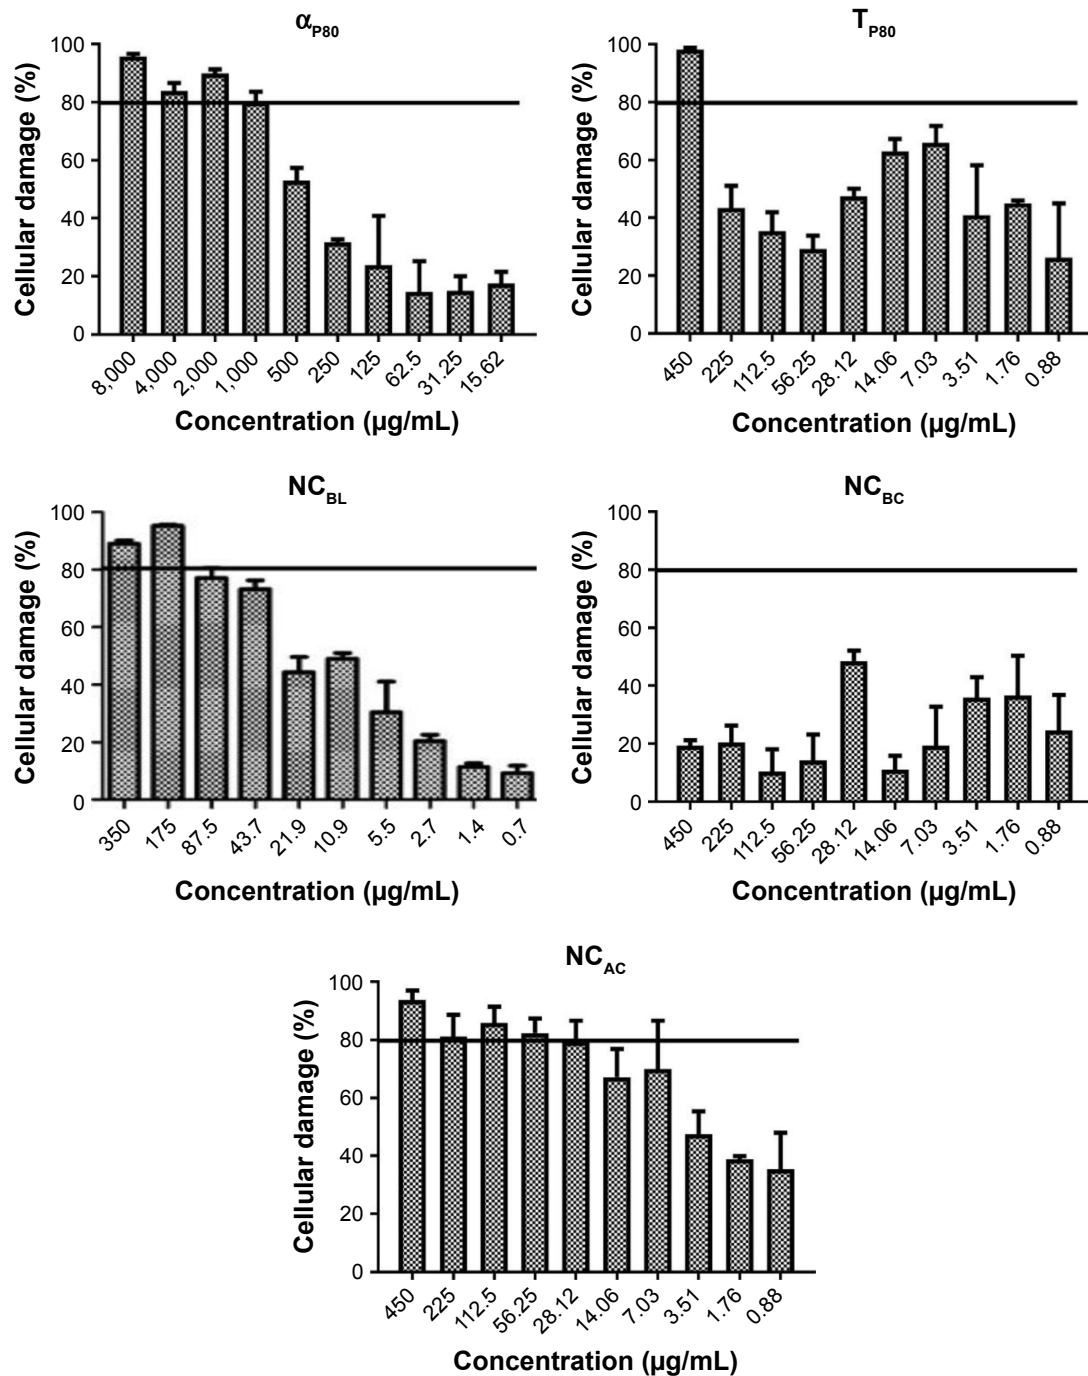 α_P80
Cellular damage (%)
100
80
60
40
20
0
8,000 4,000 2,000 1,000 500 250 125 62.5 31.25 15.62
Concentration (µg/mL)
T_P80
Cellular damage (%)
100
80
60
40
20
0
450 225 112.5 56.25 28.12 14.06 7.03 3.51 1.76 0.88
Concentration (µg/mL)
NC_BL
Cellular damage (%)
100
80
60
40
20
0
350 175 87.5 43.7 21.9 10.9 5.5 2.7 1.4 0.7
Concentration (µg/mL)
NC_BC
Cellular damage (%)
100
80
60
40
20
0
450 225 112.5 56.25 28.12 14.06 7.03 3.51 1.76 0.88
Concentration (µg/mL)
NC_AC
Cellular damage (%)
100
80
60
40
20
0
450 225 112.5 56.25 28.12 14.06 7.03 3.51 1.76 0.88
Concentration (µg/mL)